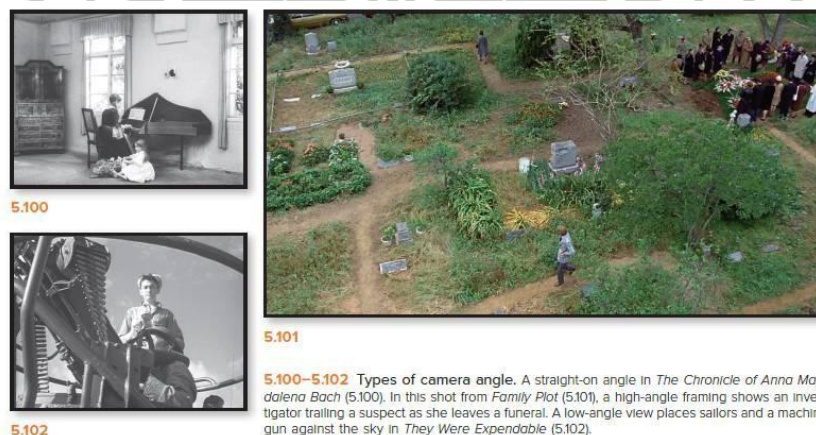 5.100
5.101
5.102
5.100–5.102 Types of camera angle. A straight-on angle in The Chronicle of Anna Mag
dalena Bach (5.100). In this shot from Family Plot (5.101), a high-angle framing shows an inves
tigator trailing a suspect as she leaves a funeral. A low-angle view places sailors and a machin
gun against the sky in They Were Expendable (5.102).